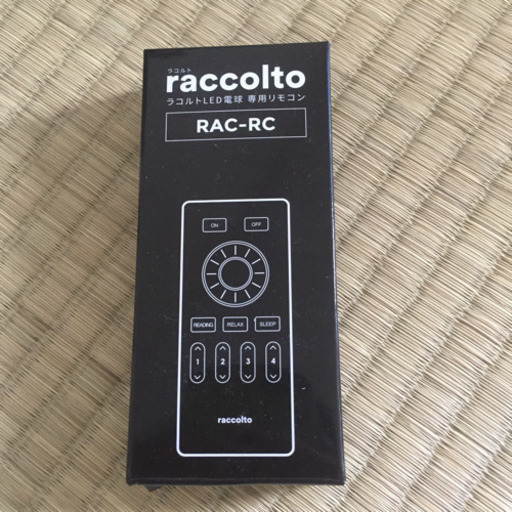 ラコルト
raccolto
ラコルトLED電球 専用リモコン
RAC-RC
ON OFF
READING RELAX SLEEP
1 2 3 4
raccolto